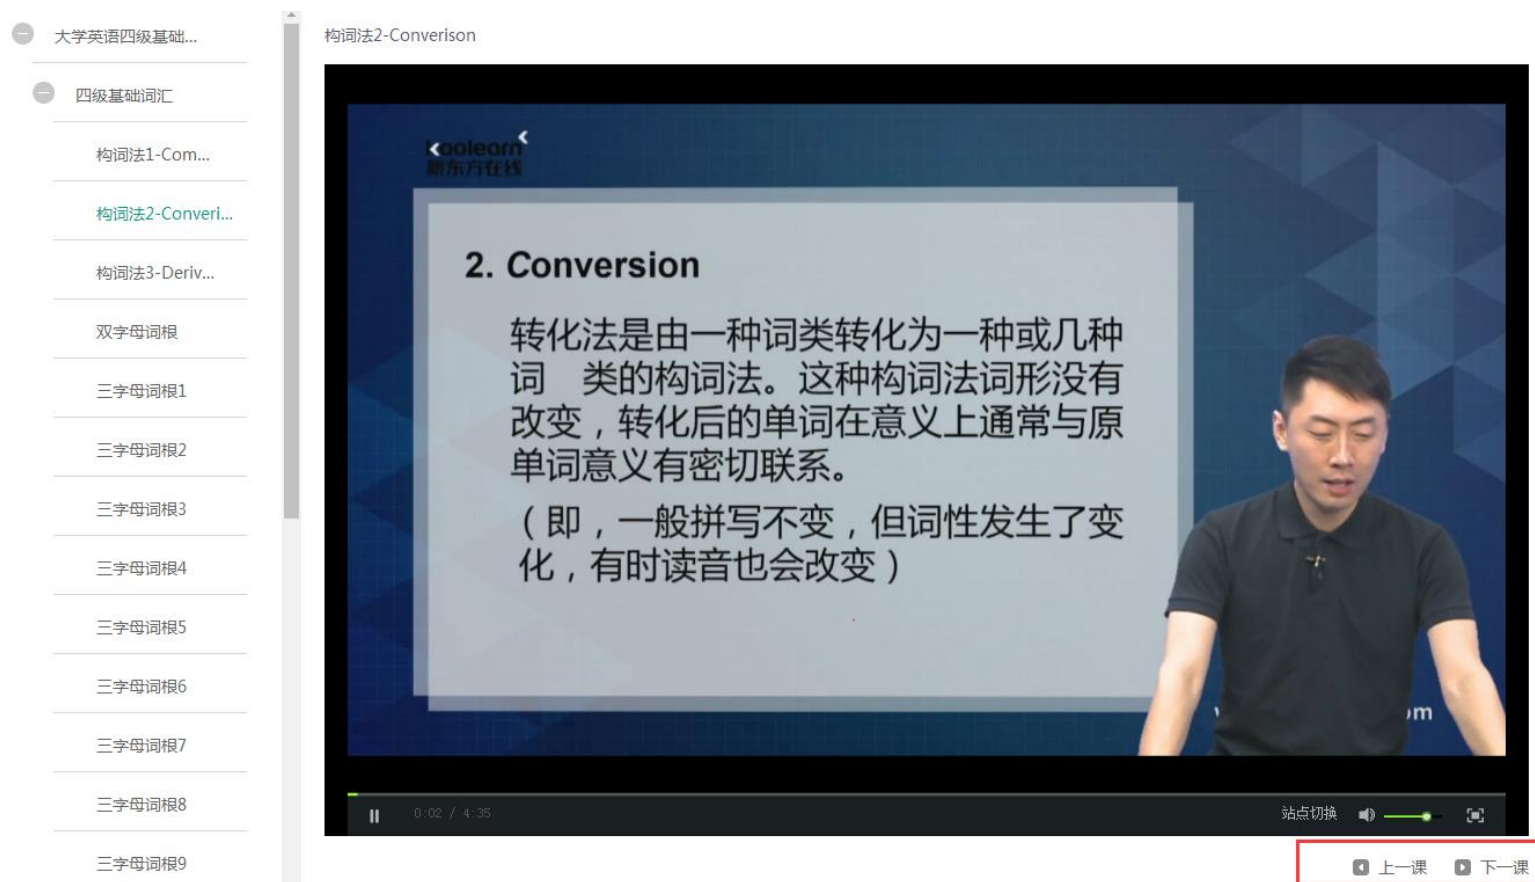 大学英语四级基础...
四级基础词汇
构词法1-Com...
构词法2-Converi...
构词法3-Deriv...
双字母词根
三字母词根1
三字母词根2
三字母词根3
三字母词根4
三字母词根5
三字母词根6
三字母词根7
三字母词根8
三字母词根9
构词法2-Converison
koolearn
新东方在线
2. Conversion
转化法是由一种词类转化为一种或几种
词 类的构词法。这种构词法词形没有
改变，转化后的单词在意义上通常与原
单词意义有密切联系。
（即，一般拼写不变，但词性发生了变
化，有时读音也会改变）
0:02 / 4:35
站点切换
上一课 下一课